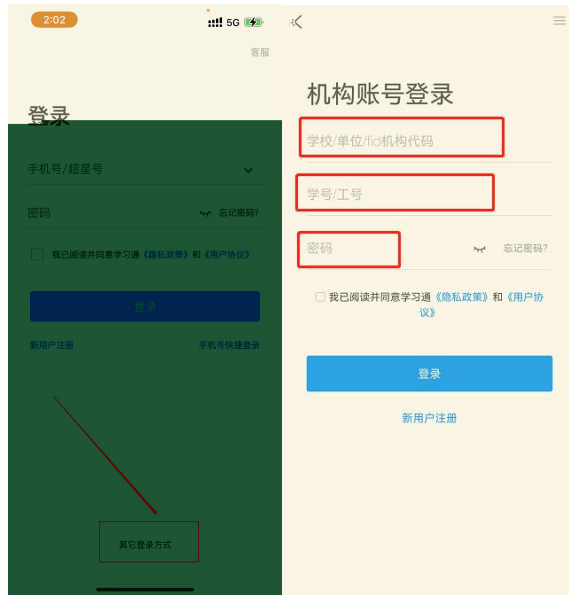 2:02
5G
客服
登录
手机号/超星号
密码
忘记密码?
我已阅读并同意学习通《隐私政策》和《用户协议》
登录
新用户注册
手机号快捷登录
其它登录方式
机构账号登录
学校/单位/fid机构代码
学号/工号
密码
忘记密码?
我已阅读并同意学习通《隐私政策》和《用户协
议》
登录
新用户注册